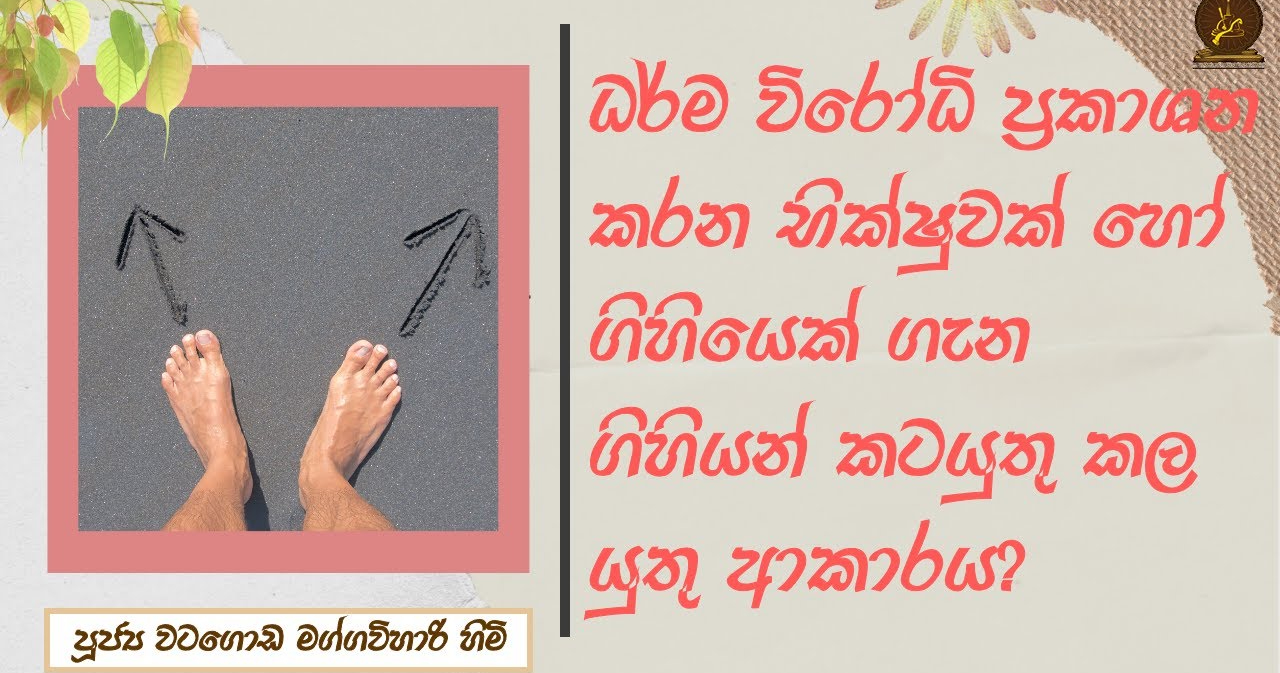 ධර්ම විරෝධි ප්‍රකාශන
කරන භික්ෂුවක් හෝ
ගිහියෙක් ගැන
ගිහියන් කටයුතු කල
යුතු ආකාරය?
පූජ්‍ය වටගොඩ මග්ගවිහාරි හිමි